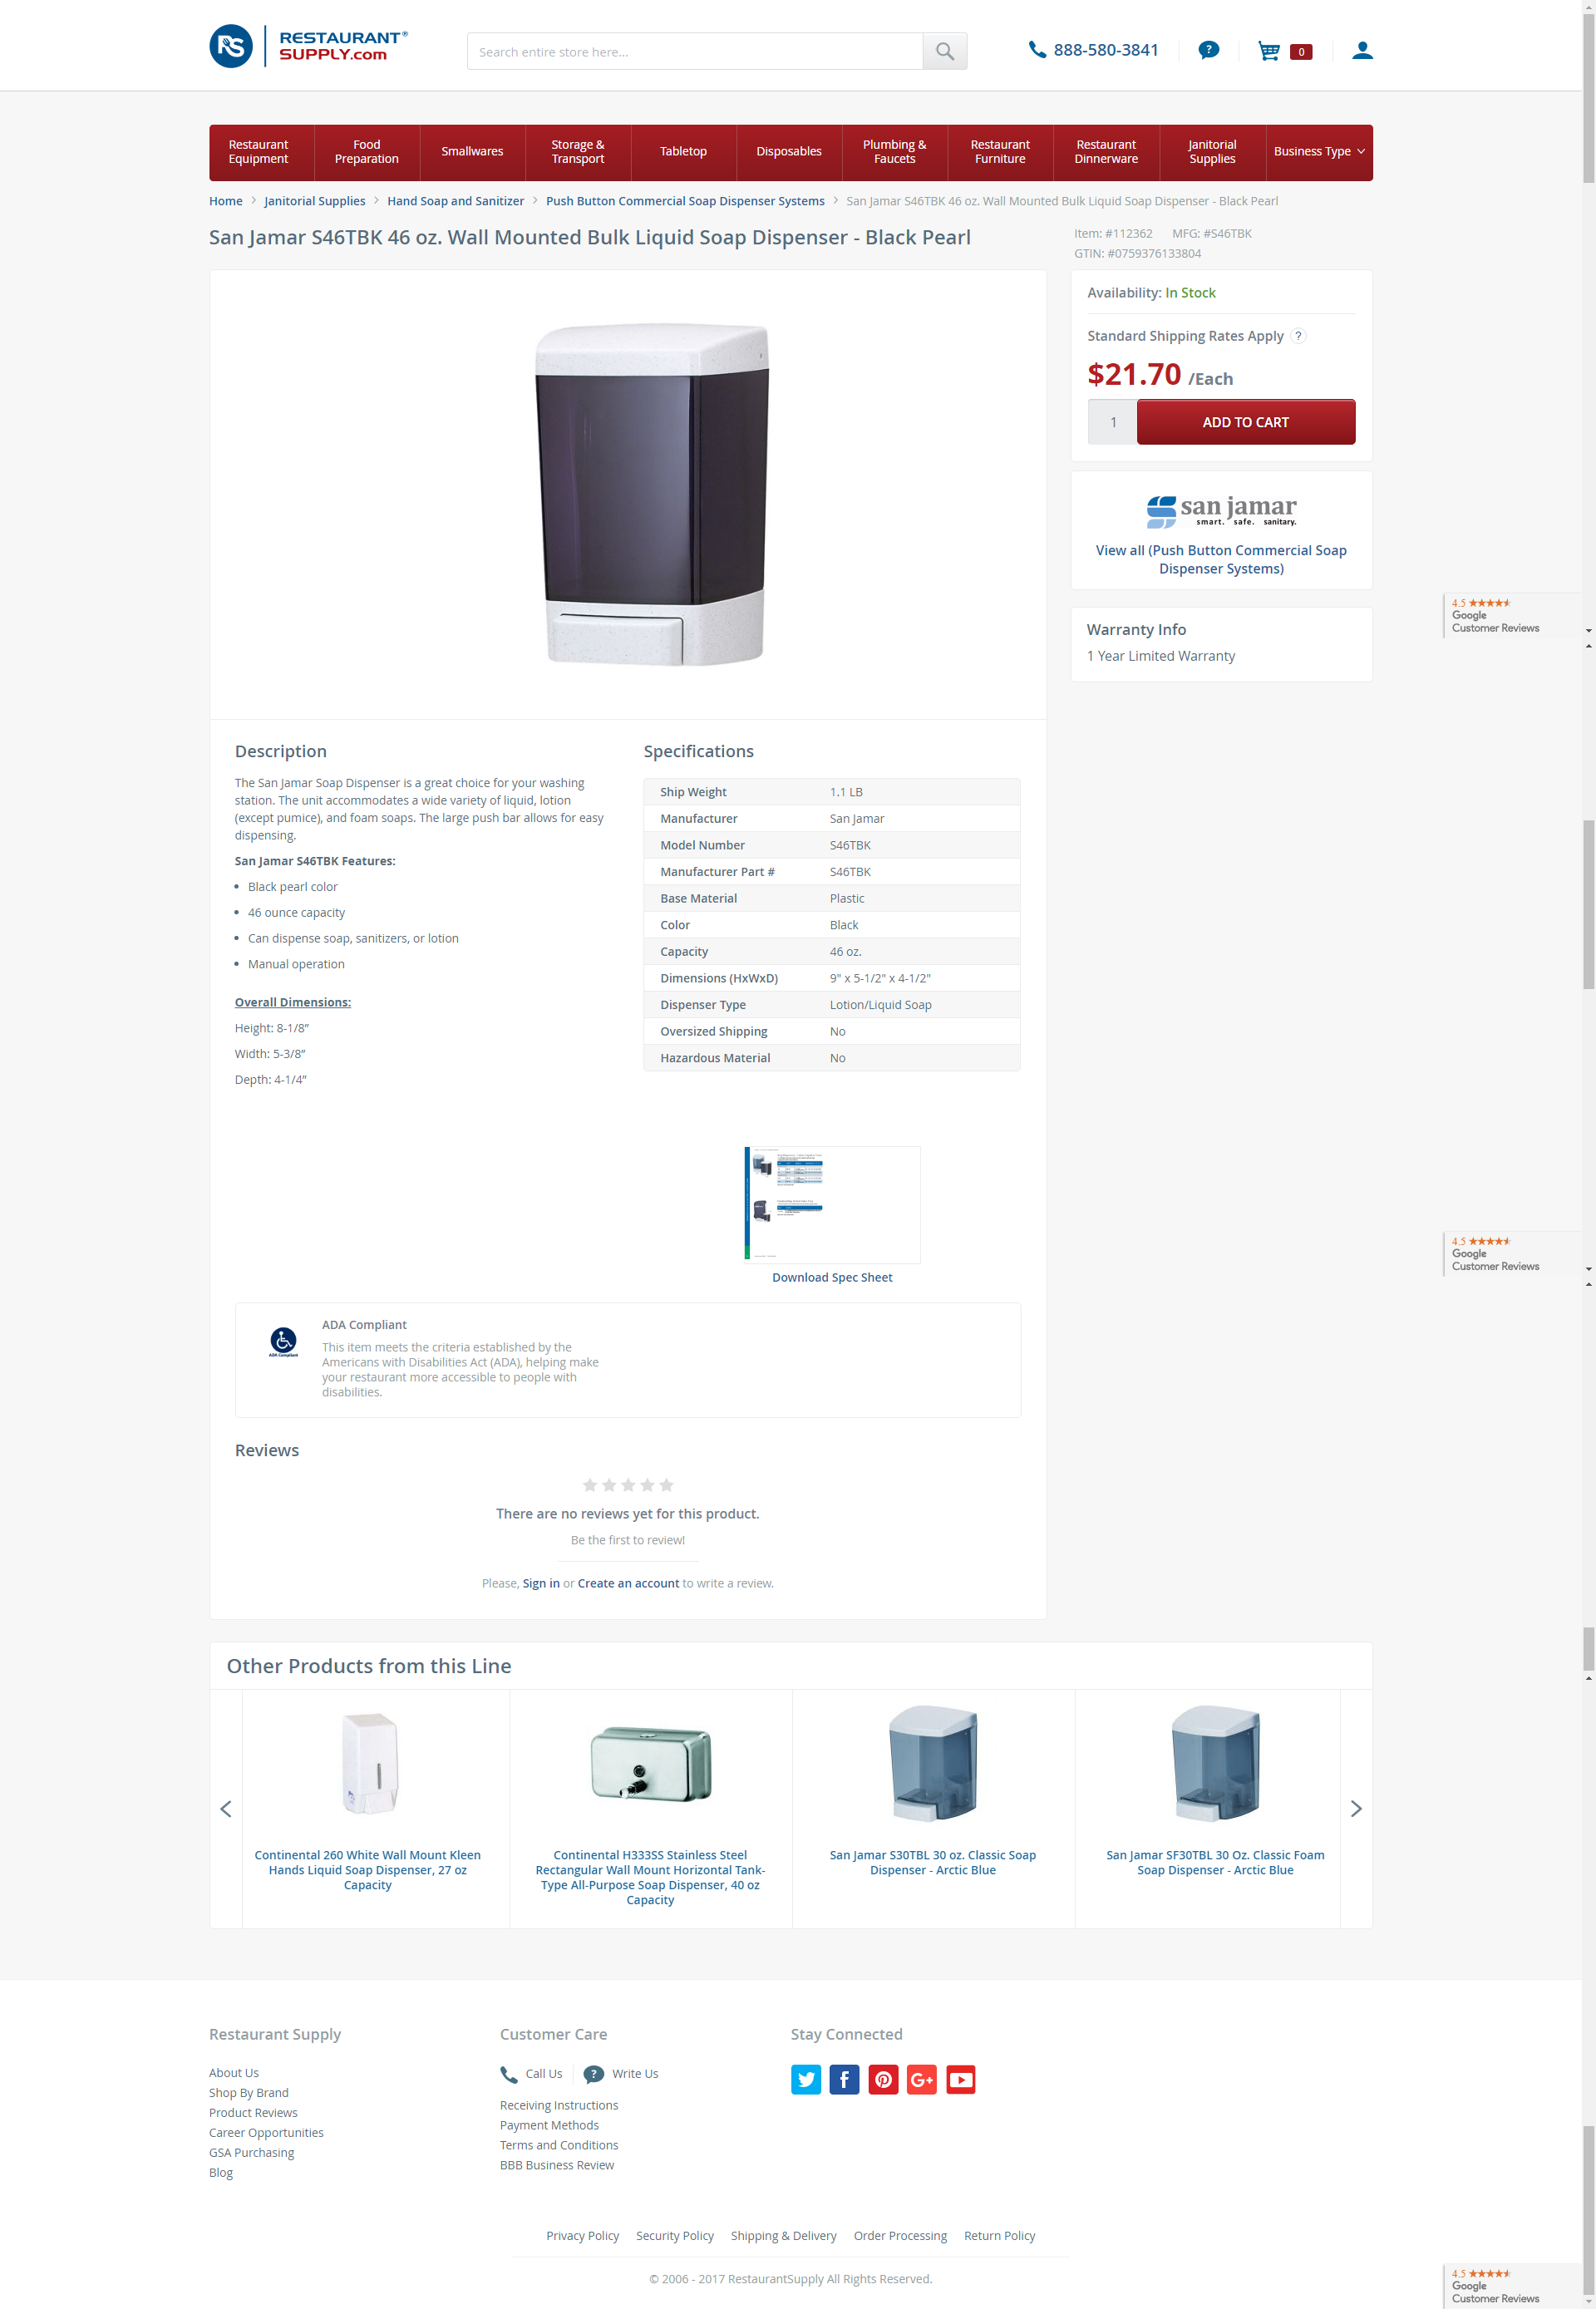 RS RESTAURANT®
SUPPLY.com
Search entire store here...
888-580-3841
?
0
Restaurant Equipment
Food Preparation
Smallwares
Storage & Transport
Tabletop
Disposables
Plumbing & Faucets
Restaurant Furniture
Restaurant Dinnerware
Janitorial Supplies
Business Type
Home > Janitorial Supplies > Hand Soap and Sanitizer > Push Button Commercial Soap Dispenser Systems > San Jamar S46TBK 46 oz. Wall Mounted Bulk Liquid Soap Dispenser - Black Pearl
San Jamar S46TBK 46 oz. Wall Mounted Bulk Liquid Soap Dispenser - Black Pearl
Item: #112362 MFG: #S46TBK
GTIN: #0759376133804
Availability: In Stock
Standard Shipping Rates Apply ?
$21.70 /Each
1 ADD TO CART
san jamar
smart. safe. sanitary.
View all (Push Button Commercial Soap
Dispenser Systems)
Warranty Info
1 Year Limited Warranty
4.5
Google
Customer Reviews
Description
The San Jamar Soap Dispenser is a great choice for your washing
station. The unit accommodates a wide variety of liquid, lotion
(except pumice), and foam soaps. The large push bar allows for easy
dispensing.
San Jamar S46TBK Features:
• Black pearl color
• 46 ounce capacity
• Can dispense soap, sanitizers, or lotion
• Manual operation
Overall Dimensions:
Height: 8-1/8”
Width: 5-3/8”
Depth: 4-1/4”
Specifications
Ship Weight 1.1 LB
Manufacturer San Jamar
Model Number S46TBK
Manufacturer Part # S46TBK
Base Material Plastic
Color Black
Capacity 46 oz.
Dimensions (HxWxD) 9" x 5-1/2" x 4-1/2"
Dispenser Type Lotion/Liquid Soap
Oversized Shipping No
Hazardous Material No
Download Spec Sheet
4.5
Google
Customer Reviews
ADA Compliant
ADA Compliant
This item meets the criteria established by the
Americans with Disabilities Act (ADA), helping make
your restaurant more accessible to people with
disabilities.
Reviews
There are no reviews yet for this product.
Be the first to review!
Please, Sign in or Create an account to write a review.
Other Products from this Line
Continental 260 White Wall Mount Kleen
Hands Liquid Soap Dispenser, 27 oz
Capacity
Continental H333SS Stainless Steel
Rectangular Wall Mount Horizontal Tank-
Type All-Purpose Soap Dispenser, 40 oz
Capacity
San Jamar S30TBL 30 oz. Classic Soap
Dispenser - Arctic Blue
San Jamar SF30TBL 30 Oz. Classic Foam
Soap Dispenser - Arctic Blue
Restaurant Supply
About Us
Shop By Brand
Product Reviews
Career Opportunities
GSA Purchasing
Blog
Customer Care
Call Us ? Write Us
Receiving Instructions
Payment Methods
Terms and Conditions
BBB Business Review
Stay Connected
f G+
Privacy Policy Security Policy Shipping & Delivery Order Processing Return Policy
© 2006 - 2017 RestaurantSupply All Rights Reserved.
4.5
Google
Customer Reviews